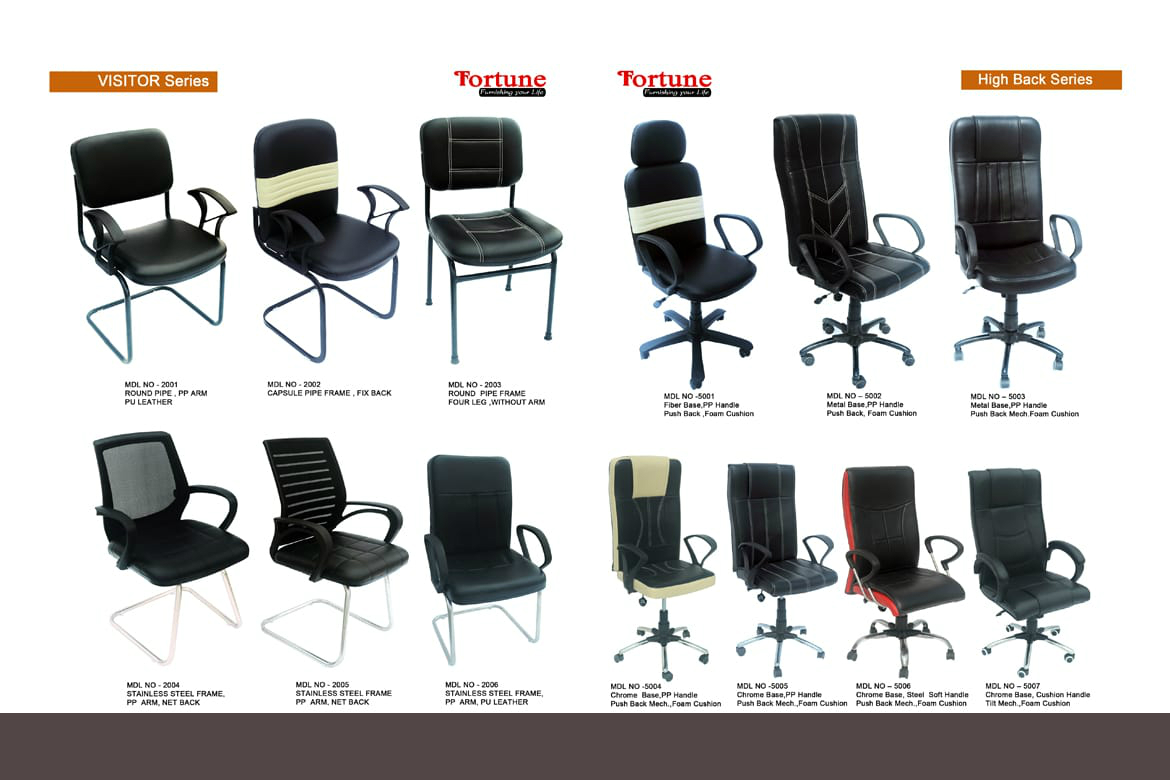 VISITOR Series
Fortune
Furnishing your Life
MDL NO - 2001
ROUND PIPE , PP ARM
PU LEATHER
MDL NO - 2002
CAPSULE PIPE FRAME , FIX BACK
MDL NO - 2003
ROUND PIPE FRAME
FOUR LEG ,WITHOUT ARM
MDL NO - 2004
STAINLESS STEEL FRAME,
PP ARM, NET BACK
MDL NO - 2005
STAINLESS STEEL FRAME
PP ARM, NET BACK
MDL NO - 2006
STAINLESS STEEL FRAME,
PP ARM, PU LEATHER
Fortune
Furnishing your Life
High Back Series
MDL NO -5001
Fiber Base,PP Handle
Push Back ,Foam Cushion
MDL NO – 5002
Metal Base,PP Handle
Push Back, Foam Cushion
MDL NO – 5003
Metal Base,PP Handle
Push Back Mech.Foam Cushion
MDL NO -5004
Chrome Base,PP Handle
Push Back Mech.,Foam Cushion
MDL NO -5005
Chrome Base,PP Handle
Push Back Mech.,Foam Cushion
MDL NO – 5006
Chrome Base, Steel Soft Handle
Push Back Mech.,Foam Cushion
MDL NO – 5007
Chrome Base, Cushion Handle
Tilt Mech.,Foam Cushion